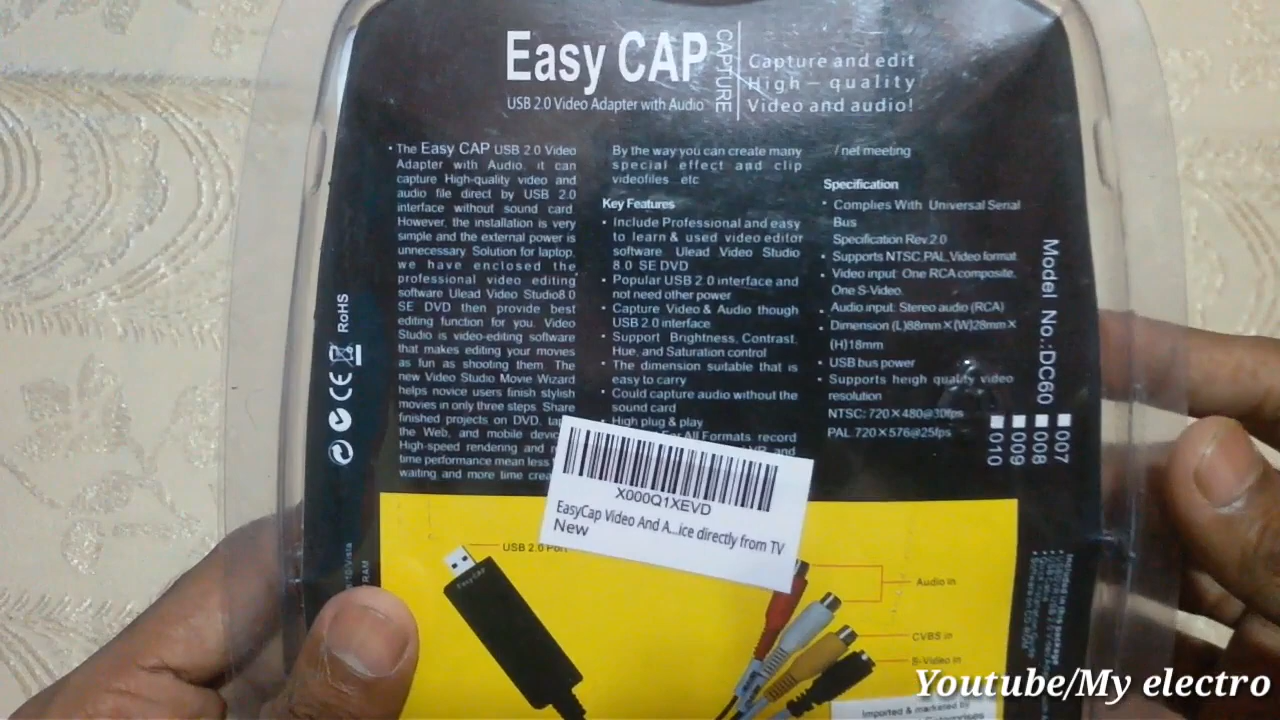 Easy CAP
CAPTURE
USB 2.0 Video Adapter with Audio
Capture and edit
High - quality
Video and audio!
• The Easy CAP USB 2.0 Video
Adapter with Audio, it can
capture High-quality video and
audio file direct by USB 2.0
interface without sound card.
However, the installation is very
simple and the external power is
unnecessary. Solution for laptop,
we have enclosed the
professional video editing
software Ulead Video Studio8.0
SE DVD then provide best
editing function for you. Video
Studio is video-editing software
that makes editing your movies
as fun as shooting them. The
new Video Studio Movie Wizard
helps novice users finish stylish
movies in only three steps. Share
finished projects on DVD,
the Web, and mobile
High-speed rendering and
time performance mean less
waiting and more time
By the way you can create many
special effect and clip
videofiles etc
Key Features
• Include Professional and easy
to learn & used video editor
software Ulead Video Studio
8.0 SE DVD
• Popular USB 2.0 interface and
not need other power
• Capture Video & Audio though
USB 2.0 interface
• Support Brightness, Contrast,
Hue, and Saturation control
• The dimension suitable that is
easy to carry
• Could capture audio without the
sound card
• High plug & play
For All Formats record
and
/ net meeting
Specification
• Complies With Universal Serial
Bus
Specification Rev.2.0
• Supports NTSC,PAL,Video format
• Video input: One RCA composite,
One S-Video.
• Audio input: Stereo audio (RCA)
• Dimension (L)88mm×(W)28mm×
(H)18mm
• USB bus power
• Supports heigh quality video
resolution
NTSC: 720×480@30fps
PAL 720×576@25fps
Model No.:DC60
007
008
009
010
RoHS
CE
X000Q1XEVD
EasyCap Video And A...ice directly from TV
New
USB 2.0 Port
EasyCAP
Audio in
CVBS in
S-Video in
Imported & marketed by
Youtube/My electro